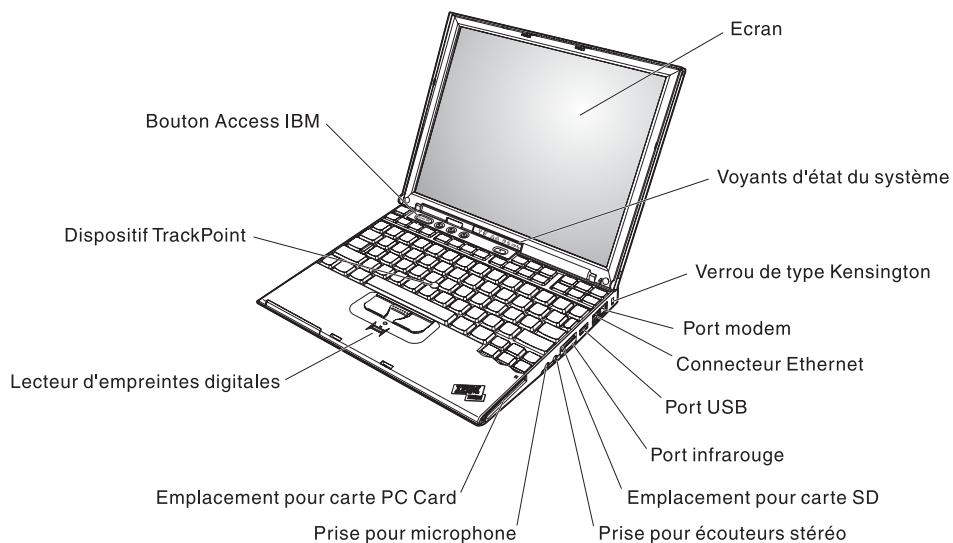 Ecran
Bouton Access IBM
Voyants d'état du système
Dispositif TrackPoint
Verrou de type Kensington
Port modem
Connecteur Ethernet
Lecteur d'empreintes digitales
Port USB
Port infrarouge
Emplacement pour carte PC Card
Emplacement pour carte SD
Prise pour microphone
Prise pour écouteurs stéréo